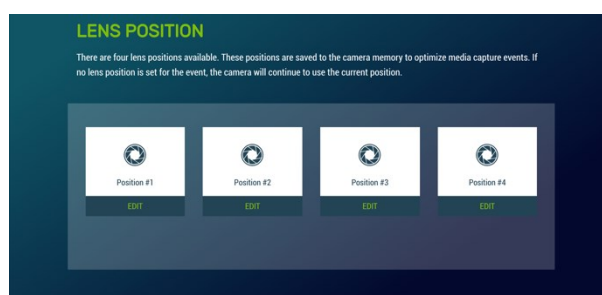 LENS POSITION
There are four lens positions available. These positions are saved to the camera memory to optimize media capture events. If
no lens position is set for the event, the camera will continue to use the current position.
Position #1
Position #2
Position #3
Position #4
EDIT
EDIT
EDIT
EDIT